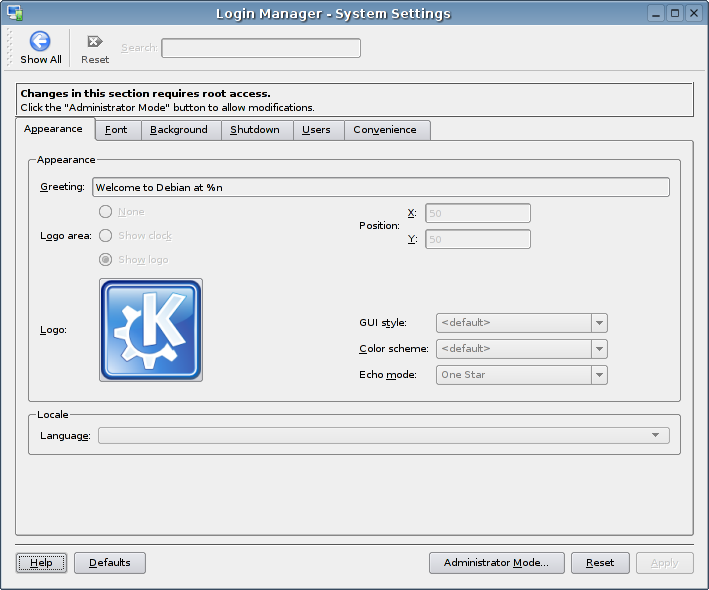 Login Manager - System Settings
Show All Reset Search:
Changes in this section requires root access.
Click the "Administrator Mode" button to allow modifications.
Appearance Font Background Shutdown Users Convenience
Appearance
Greeting: Welcome to Debian at %n
None
Logo area: Show clock
Show logo
Position: X: 50
Y: 50
Logo: K
GUI style: <default>
Color scheme: <default>
Echo mode: One Star
Locale
Language:
Help Defaults Administrator Mode... Reset Apply